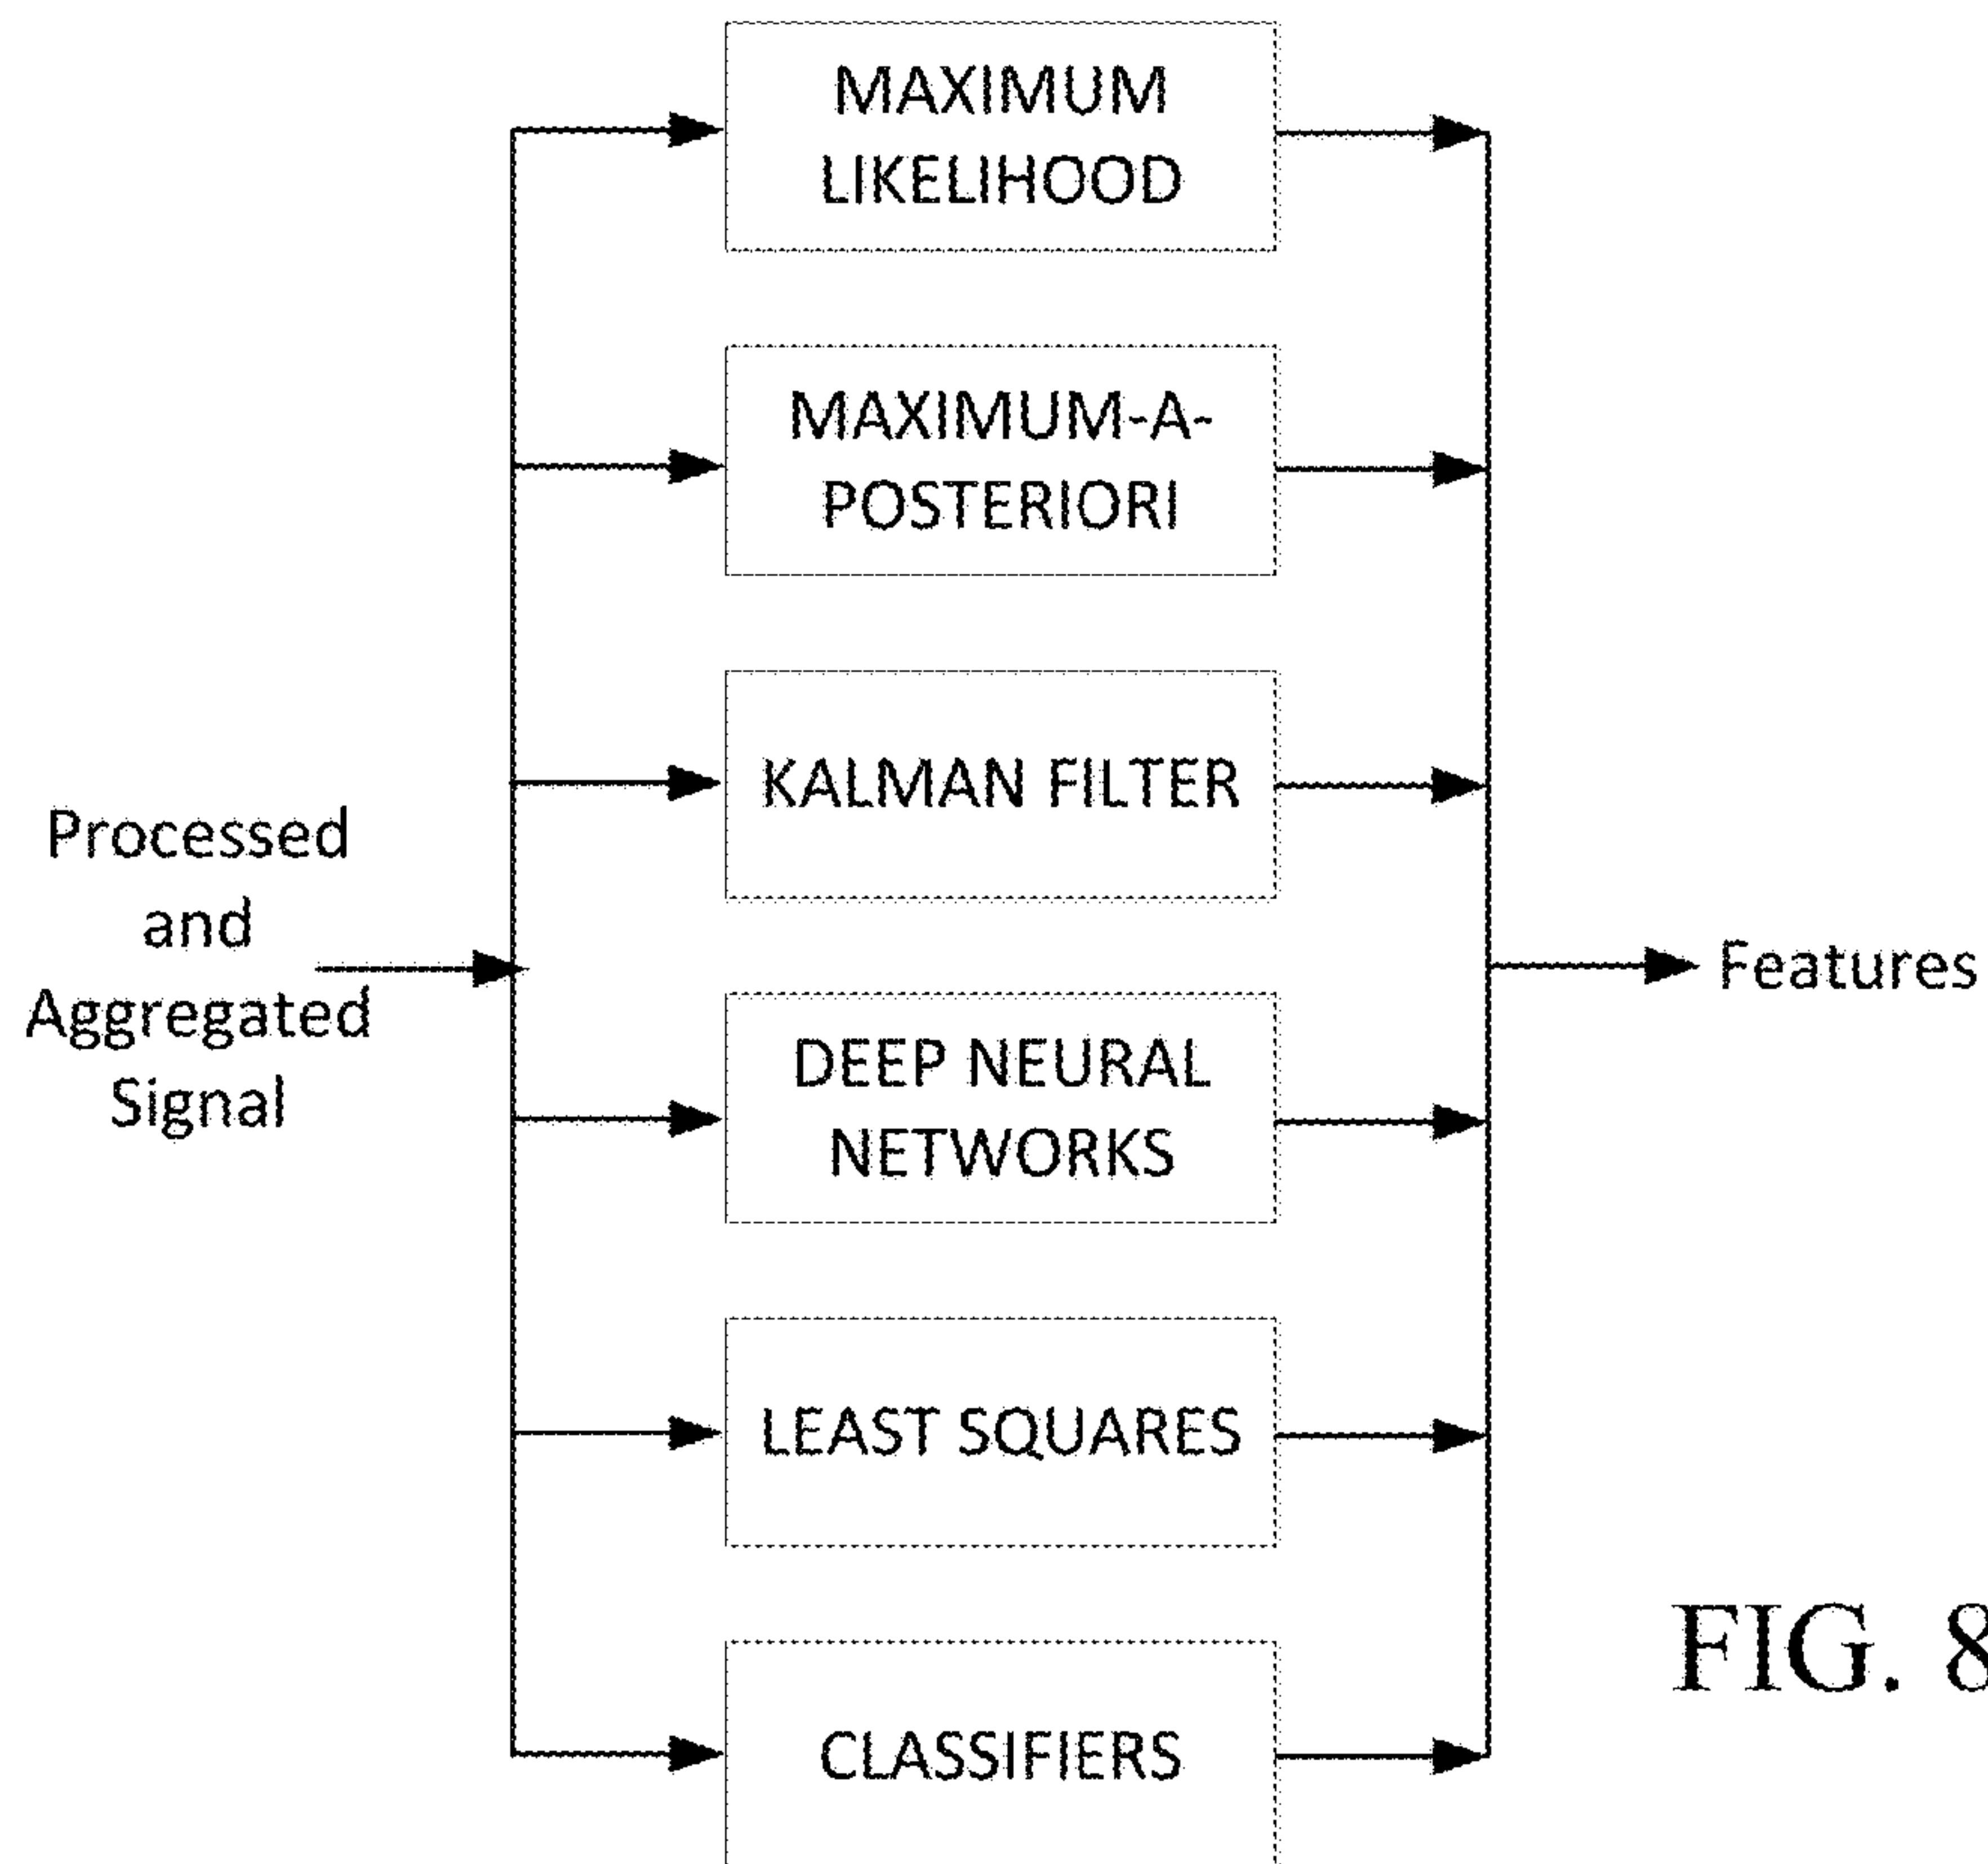 MAXIMUM
LIKELIHOOD
MAXIMUM-A-
POSTERIORI
KALMAN FILTER
Processed
and
Aggregated
Signal
Features
DEEP NEURAL
NETWORKS
LEAST SQUARES
FIG. 8
CLASSIFIERS